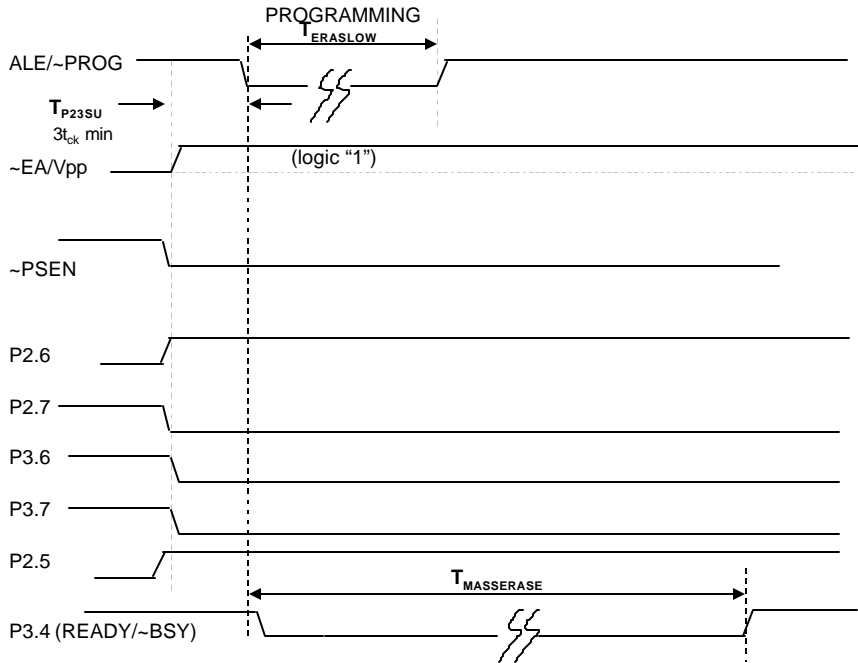 PROGRAMMING
TERASLOW
ALE/~PROG
TP23SU
3tck min
(logic “1”)
~EA/Vpp
~PSEN
P2.6
P2.7
P3.6
P3.7
P2.5
TMASSERASE
P3.4 (READY/~BSY)